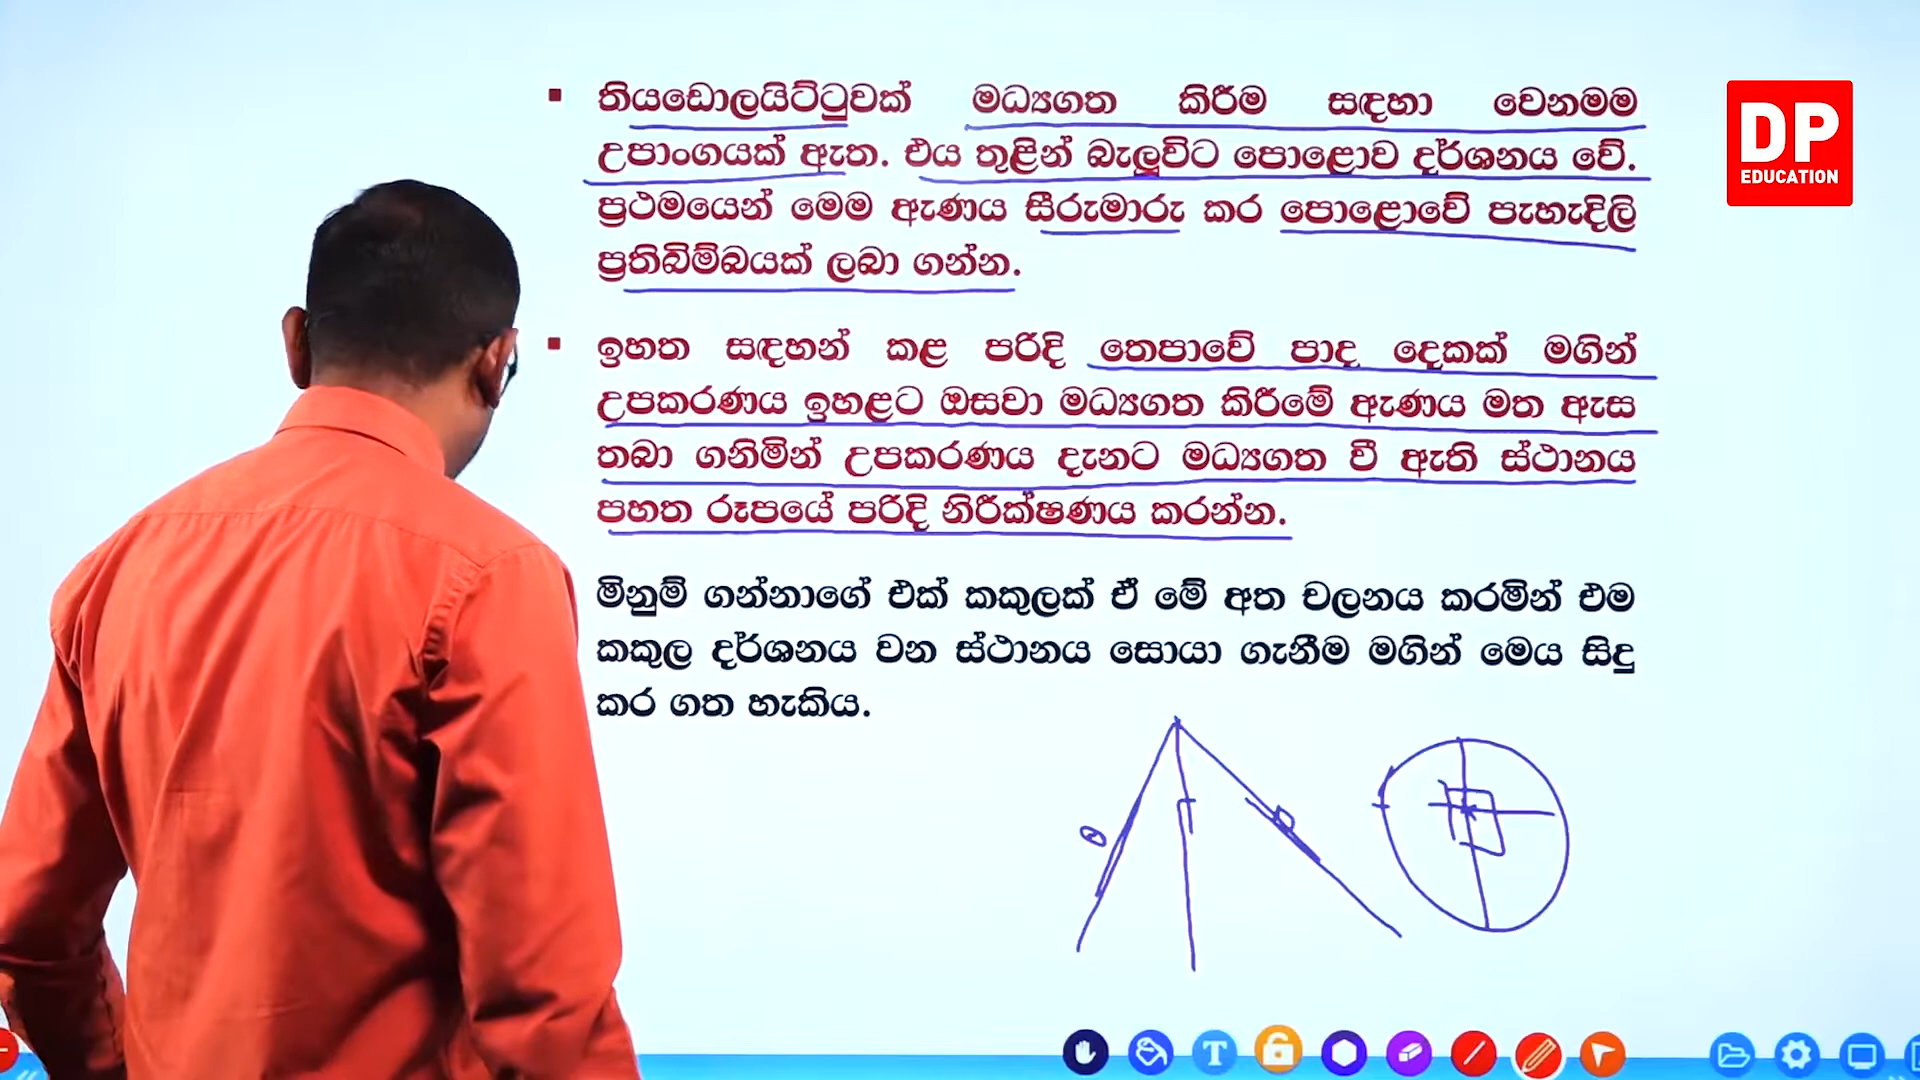 තියඩොලයිට්ටුවක් මධ්‍යගත කිරීම සඳහා වෙනමම
උපාංගයක් ඇත. එය තුළින් බැලූවිට පොළොව දර්ශනය වේ.
ප්‍රථමයෙන් මෙම ඇණය සීරුමාරු කර පොළොවේ පැහැදිලි
ප්‍රතිබිම්බයක් ලබා ගන්න.
ඉහත සඳහන් කළ පරිදි තෙපාවේ පාද දෙකක් මගින්
උපකරණය ඉහළට ඔසවා මධ්‍යගත කිරීමේ ඇණය මත ඇස
තබා ගනිමින් උපකරණය දැනට මධ්‍යගත වී ඇති ස්ථානය
පහත රූපයේ පරිදි නිරීක්ෂණය කරන්න.
මිනුම් ගන්නාගේ එක් කකුලක් ඒ මේ අත චලනය කරමින් එම
කකුල දර්ශනය වන ස්ථානය සොයා ගැනීම මගින් මෙය සිදු
කර ගත හැකිය.
DP
EDUCATION